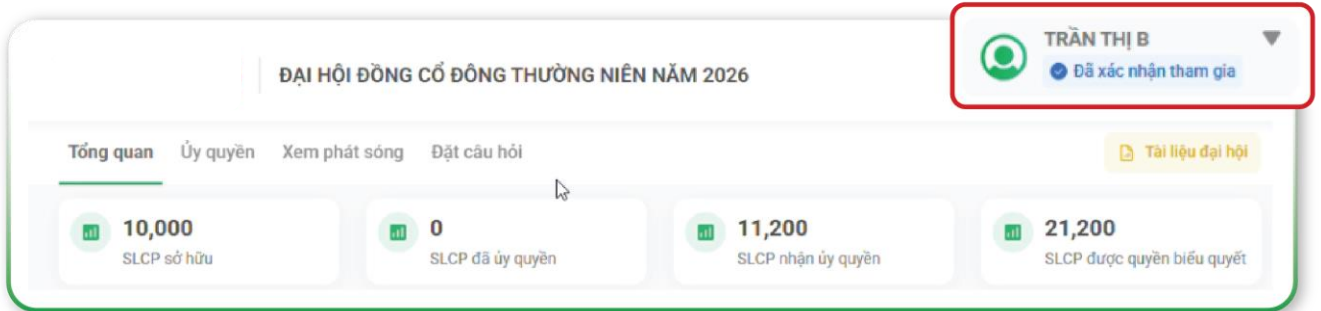 TRẦN THỊ B
Đã xác nhận tham gia
ĐẠI HỘI ĐỒNG CỔ ĐÔNG THƯỜNG NIÊN NĂM 2026
Tổng quan Ủy quyền Xem phát sóng Đặt câu hỏi Tài liệu đại hội
10,000 0 11,200 21,200
SLCP sở hữu SLCP đã ủy quyền SLCP nhận ủy quyền SLCP được quyền biểu quyết